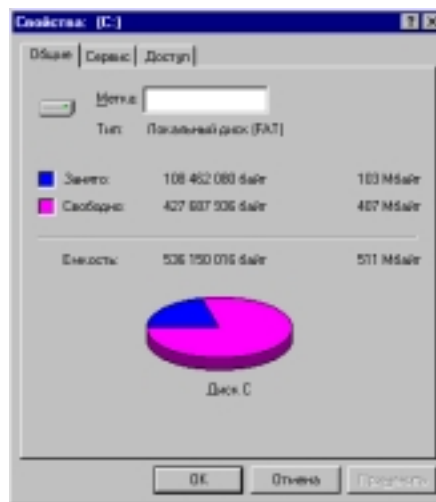 Свойства: (C:)
Общие Сервис Доступ
Метка:
Тип: Локальный диск (FAT)
Занято: 108 462 080 байт 103 Мбайт
Свободно: 427 687 936 байт 407 Мбайт
Емкость: 536 150 016 байт 511 Мбайт
Диск C
OK Отмена Применить